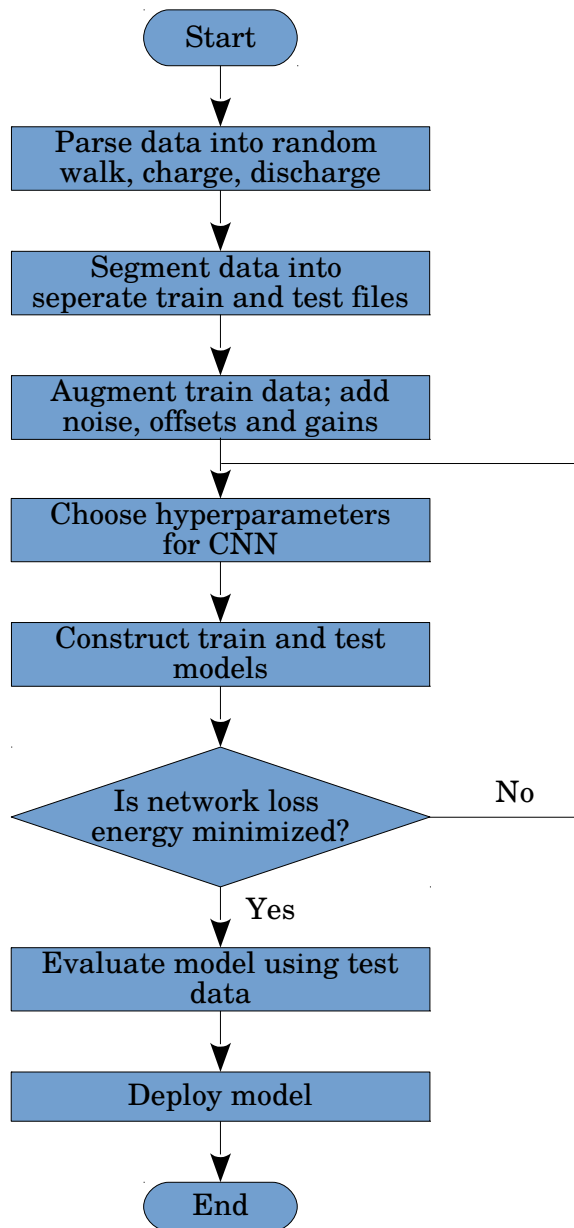 Start
Parse data into random
walk, charge, discharge
Segment data into
seperate train and test files
Augment train data; add
noise, offsets and gains
Choose hyperparameters
for CNN
Construct train and test
models
Is network loss
energy minimized?
No
Yes
Evaluate model using test
data
Deploy model
End